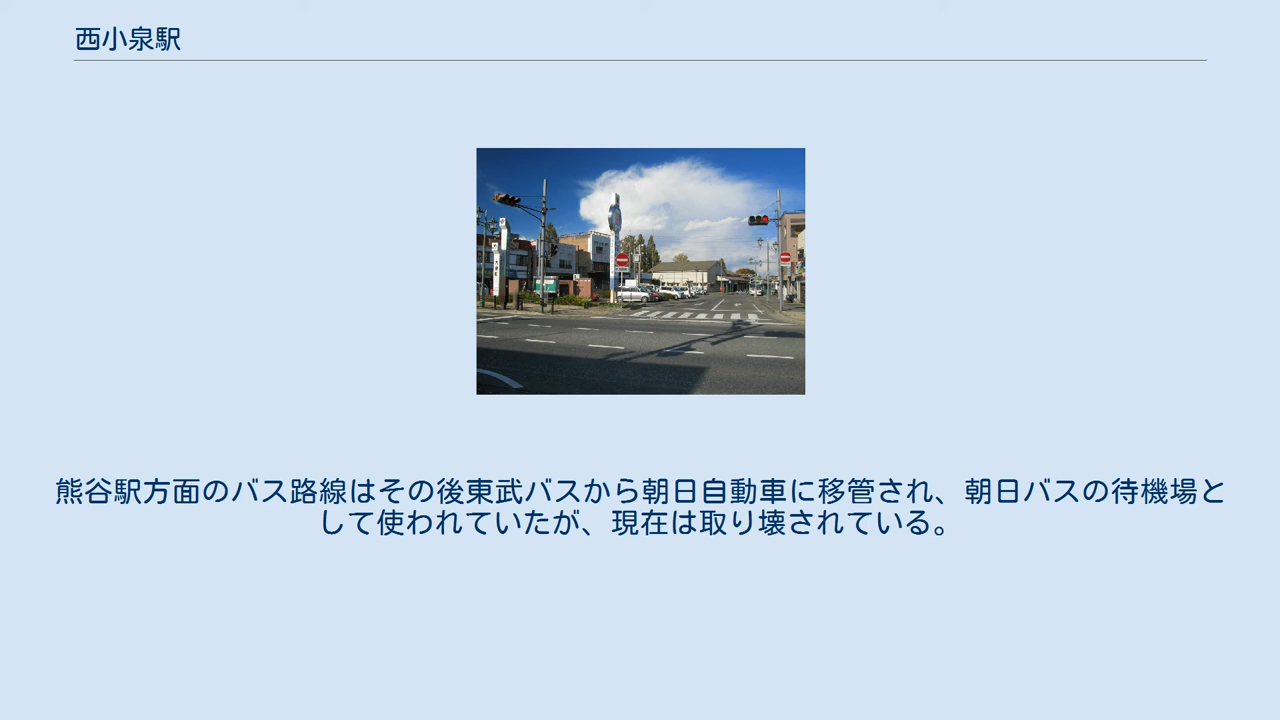 西小泉駅
熊谷駅方面のバス路線はその後東武バスから朝日自動車に移管され、朝日バスの待機場と
して使われていたが、現在は取り壊されている。